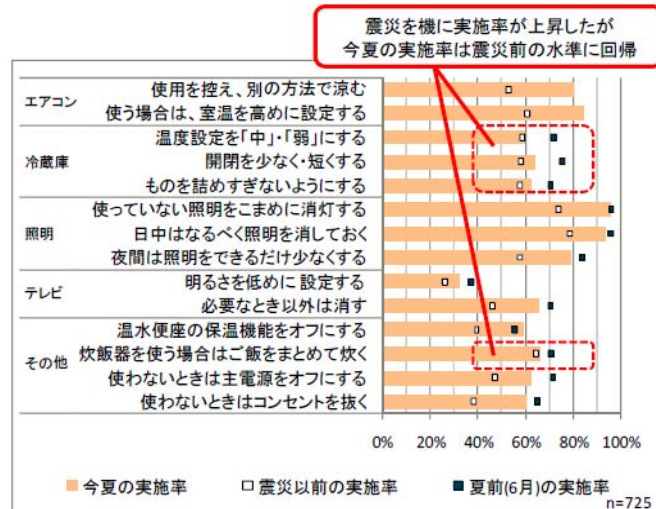 震災を機に実施率が上昇したが
今夏の実施率は震災前の水準に回帰
エアコン
使用を控え、別の方法で涼む
使う場合は、室温を高めに設定する
冷蔵庫
温度設定を「中」・「弱」にする
開閉を少なく・短くする
ものを詰めすぎないようにする
照明
使っていない照明をこまめに消灯する
日中はなるべく照明を消しておく
夜間は照明をできるだけ少なくする
テレビ
明るさを低めに設定する
必要なとき以外は消す
その他
温水便座の保温機能をオフにする
炊飯器を使う場合はご飯をまとめて炊く
使わないときは主電源をオフにする
使わないときはコンセントを抜く
0% 20% 40% 60% 80% 100%
今夏の実施率 震災以前の実施率 夏前(6月)の実施率
n=725